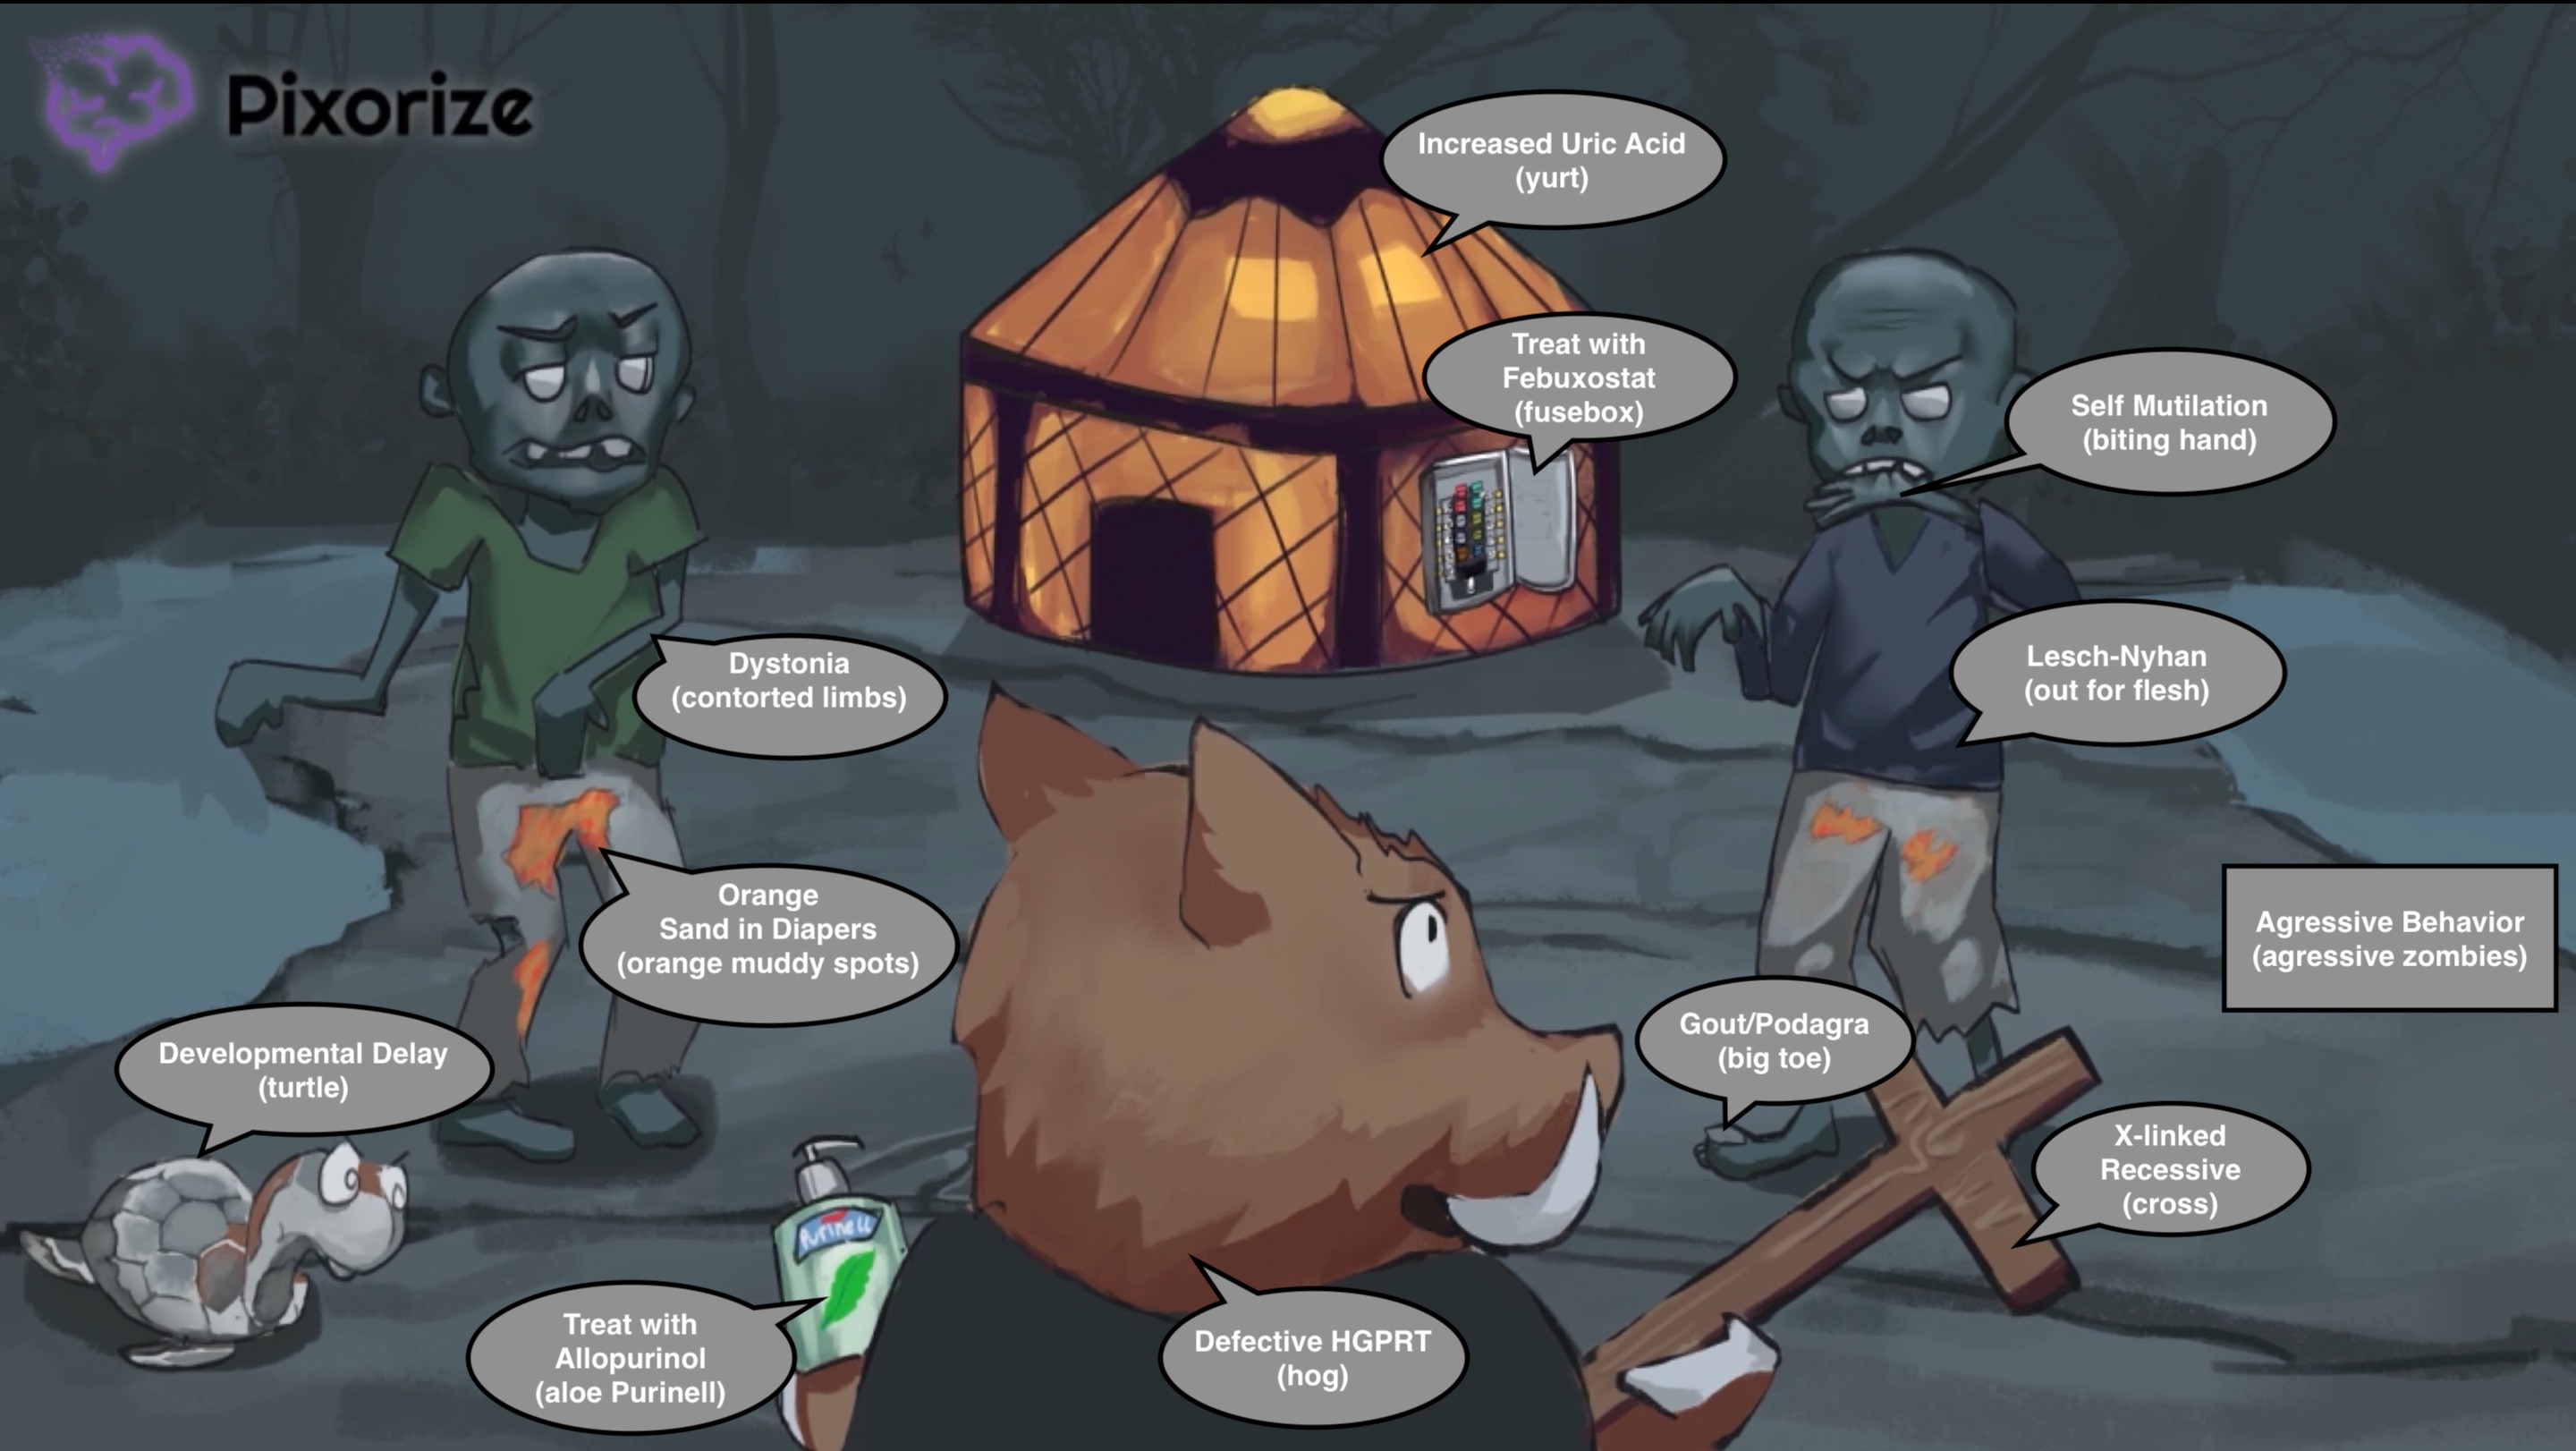 Pixorize
Increased Uric Acid
(yurt)
Treat with
Febuxostat
(fusebox)
Self Mutilation
(biting hand)
Dystonia
(contorted limbs)
Lesch-Nyhan
(out for flesh)
Orange
Sand in Diapers
(orange muddy spots)
Agressive Behavior
(agressive zombies)
Developmental Delay
(turtle)
Gout/Podagra
(big toe)
X-linked
Recessive
(cross)
Purinell
Treat with
Allopurinol
(aloe Purinell)
Defective HGPRT
(hog)